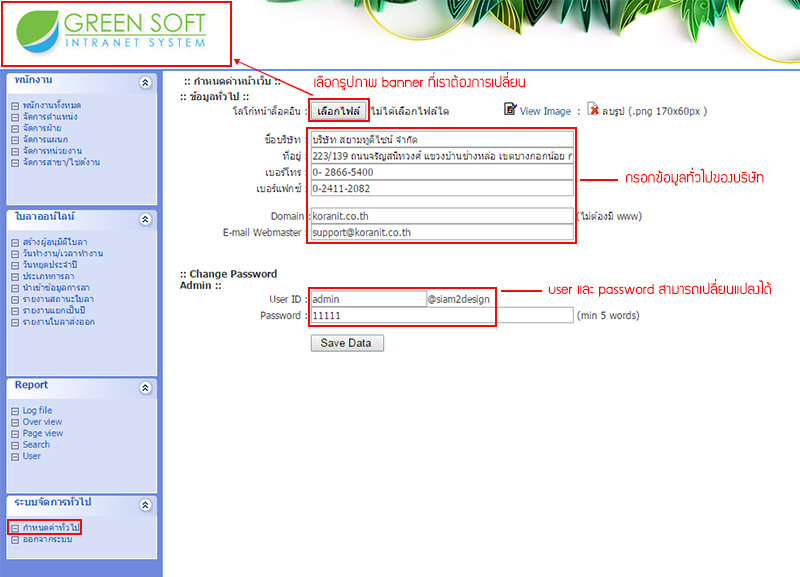 GREEN SOFT
INTRANET SYSTEM
พนักงาน
พนักงานทั้งหมด
จัดการตำแหน่ง
จัดการฝ่าย
จัดการแผนก
จัดการหน่วยงาน
จัดการสาขา/ไซต์งาน
ใบลาออนไลน์
สร้างผู้อนุมัติใบลา
วันทำงาน/เวลาทำงาน
วันหยุดประจำปี
ประเภทการลา
นำเข้าข้อมูลการลา
รายงานสถานะใบลา
รายงานแยกเป็นปี
รายงานใบลาส่งออก
Report
Log file
Over view
Page view
Search
User
ระบบจัดการทั่วไป
กำหนดค่าทั่วไป
ออกจากระบบ
:: กำหนดค่าหน้าเว็บ ::
เลือกรูปภาพ banner ที่เราต้องการเปลี่ยน
:: ข้อมูลทั่วไป ::
โลโก้หน้าล็อคอิน : เลือกไฟล์ ไม่ได้เลือกไฟล์ใด View Image : ลบรูป (.png 170x60px )
ชื่อบริษัท : บริษัท สยามทูดีไซน์ จำกัด
ที่อยู่ : 223/139 ถนนจรัญสนิทวงศ์ แขวงบ้านช่างหล่อ เขตบางกอกน้อย ก
เบอร์โทร : 0- 2866-5400
กรอกข้อมูลทั่วไปของบริษัท
เบอร์แฟกซ์ : 0-2411-2082
Domain : koranit.co.th (ไม่ต้องมี www)
E-mail Webmaster : support@koranit.co.th
:: Change Password
Admin ::
user และ password สามารถเปลี่ยนแปลงได้
User ID : admin @siam2design
Password : 11111 (min 5 words)
Save Data